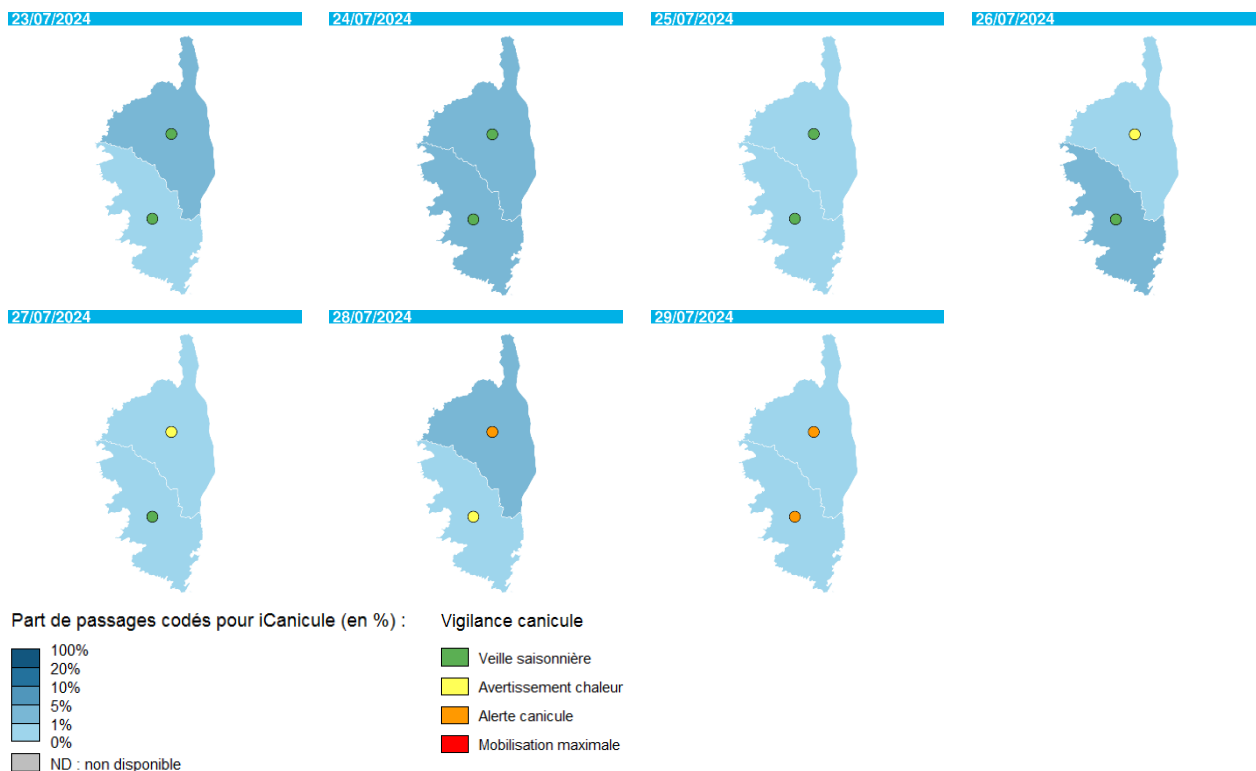 23/07/2024
24/07/2024
25/07/2024
26/07/2024
27/07/2024
28/07/2024
29/07/2024
Part de passages codés pour iCanicule (en %) :
100%
20%
10%
5%
1%
0%
ND : non disponible
Vigilance canicule
Veille saisonnière
Avertissement chaleur
Alerte canicule
Mobilisation maximale